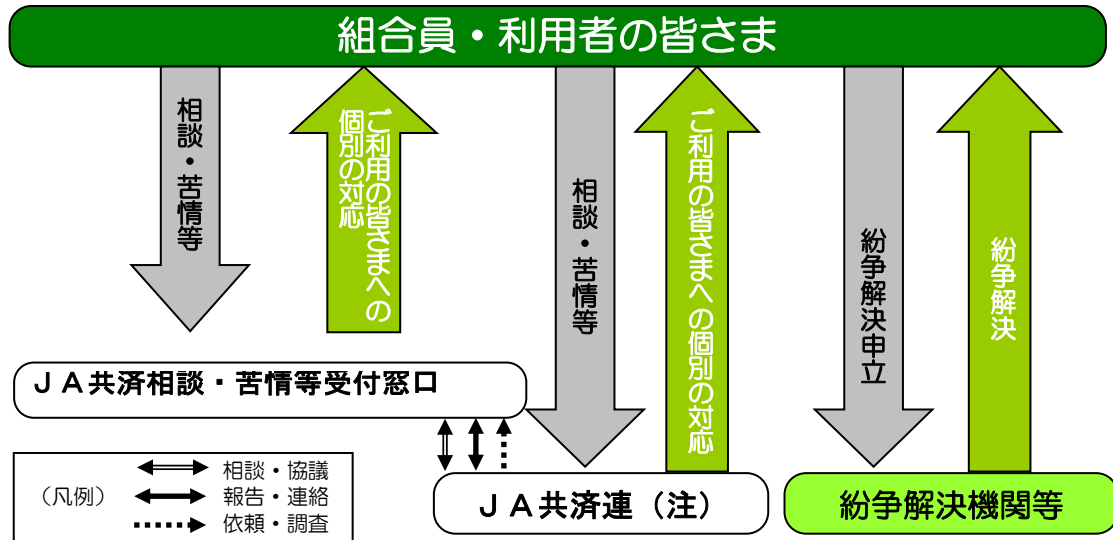 組合員・利用者の皆さま
相談・苦情等
ご利用の皆さまへの
個別の対応
相談・苦情等
ご利用の皆さまへの個別の対応
紛争解決申立
紛争解決
ＪＡ共済相談・苦情等受付窓口
（凡例）
相談・協議
報告・連絡
依頼・調査
ＪＡ共済連（注）
紛争解決機関等